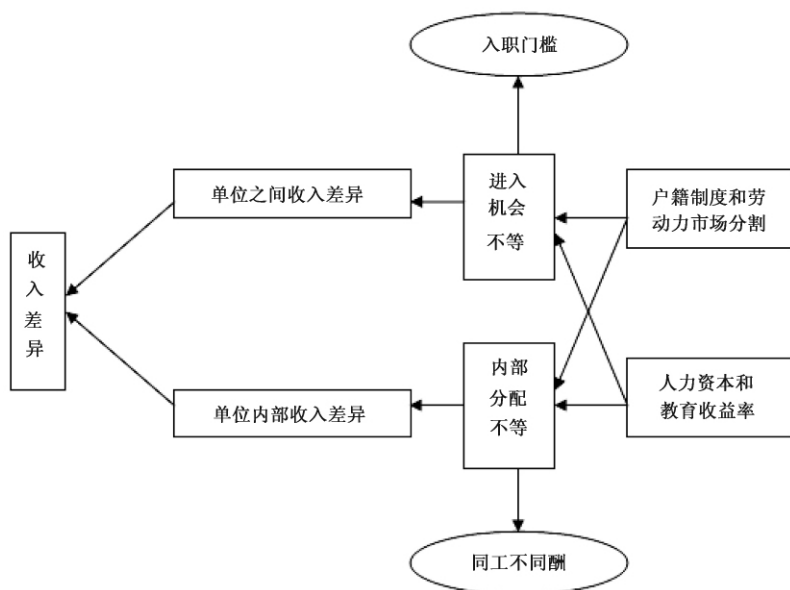 入职门槛
单位之间收入差异
进入
机会
不等
户籍制度和劳
动力市场分割
收
入
差
异
内部
分配
不等
人力资本和
教育收益率
单位内部收入差异
同工不同酬